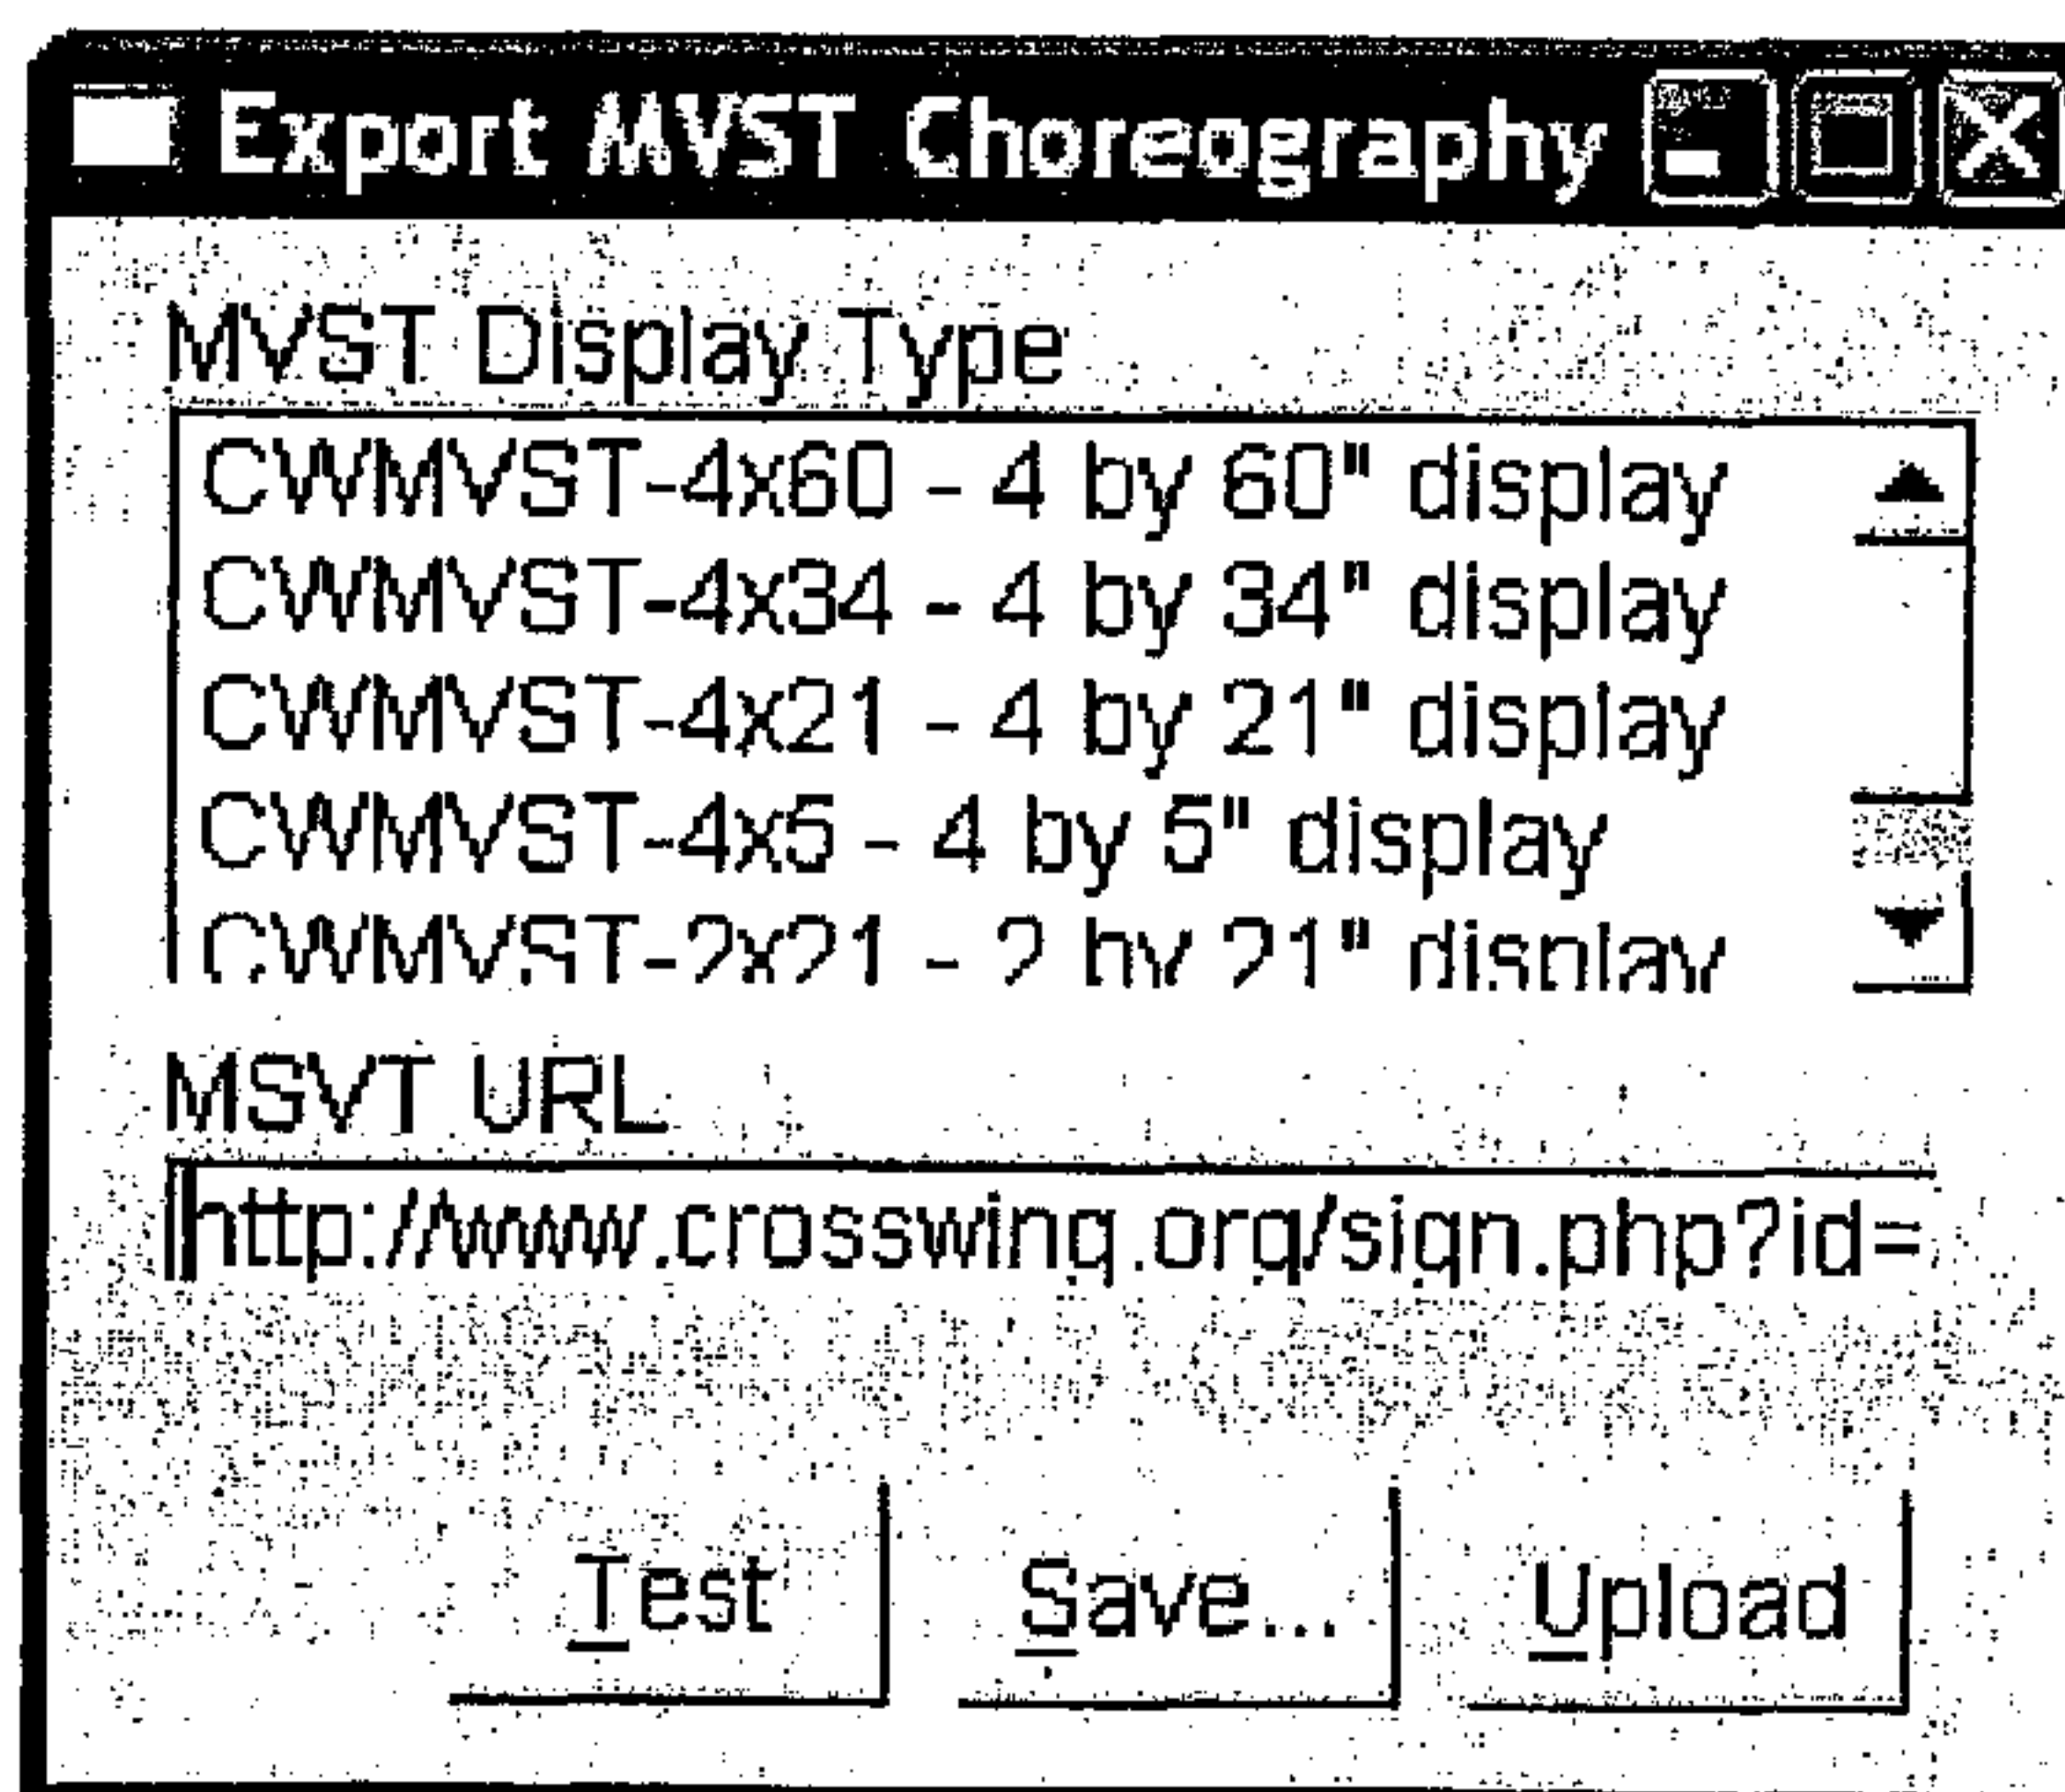 Export MVST Choreography
MVST Display Type
CWMVST-4x60 - 4 by 60" display
CWMVST-4x34 - 4 by 34" display
CWMVST-4x21 - 4 by 21" display
CWMVST-4x5 - 4 by 5" display
CWMVST-2x21 - 2 by 21" display
MSVT URL
http://www.crosswing.org/sign.php?id=
Test Save... Upload